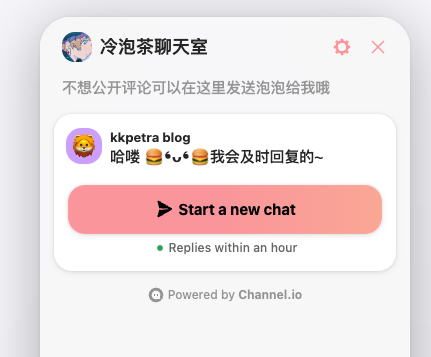 冷泡茶聊天室
不想公开评论可以在这里发送泡泡给我哦
kkpetra blog
哈喽 🍔❛ᴗ❛🍔我会及时回复的~
Start a new chat
Replies within an hour
Powered by Channel.io